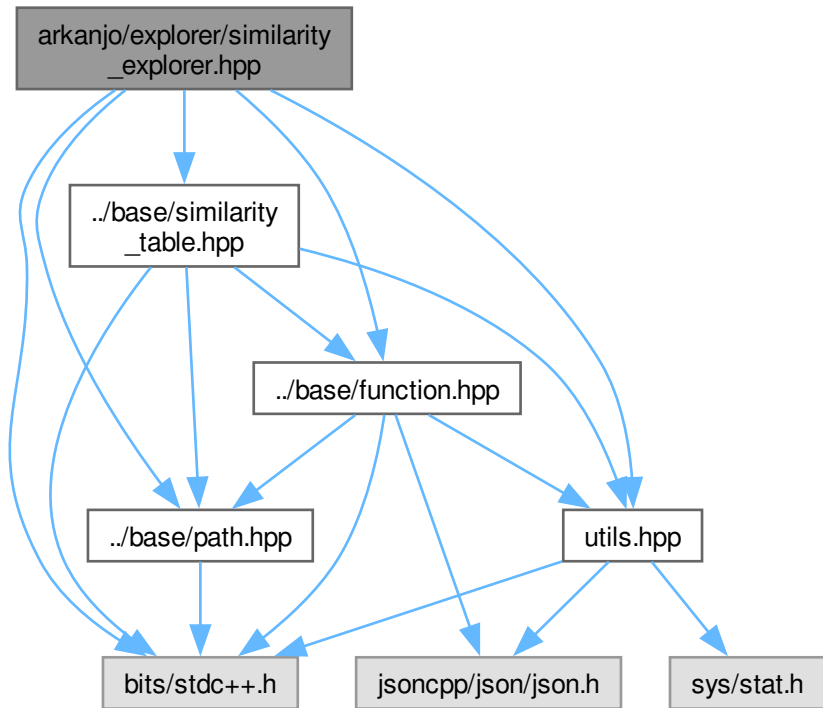 arkanjo/explorer/similarity
_explorer.hpp
../base/similarity
_table.hpp
../base/function.hpp
../base/path.hpp
utils.hpp
bits/stdc++.h
jsoncpp/json/json.h
sys/stat.h